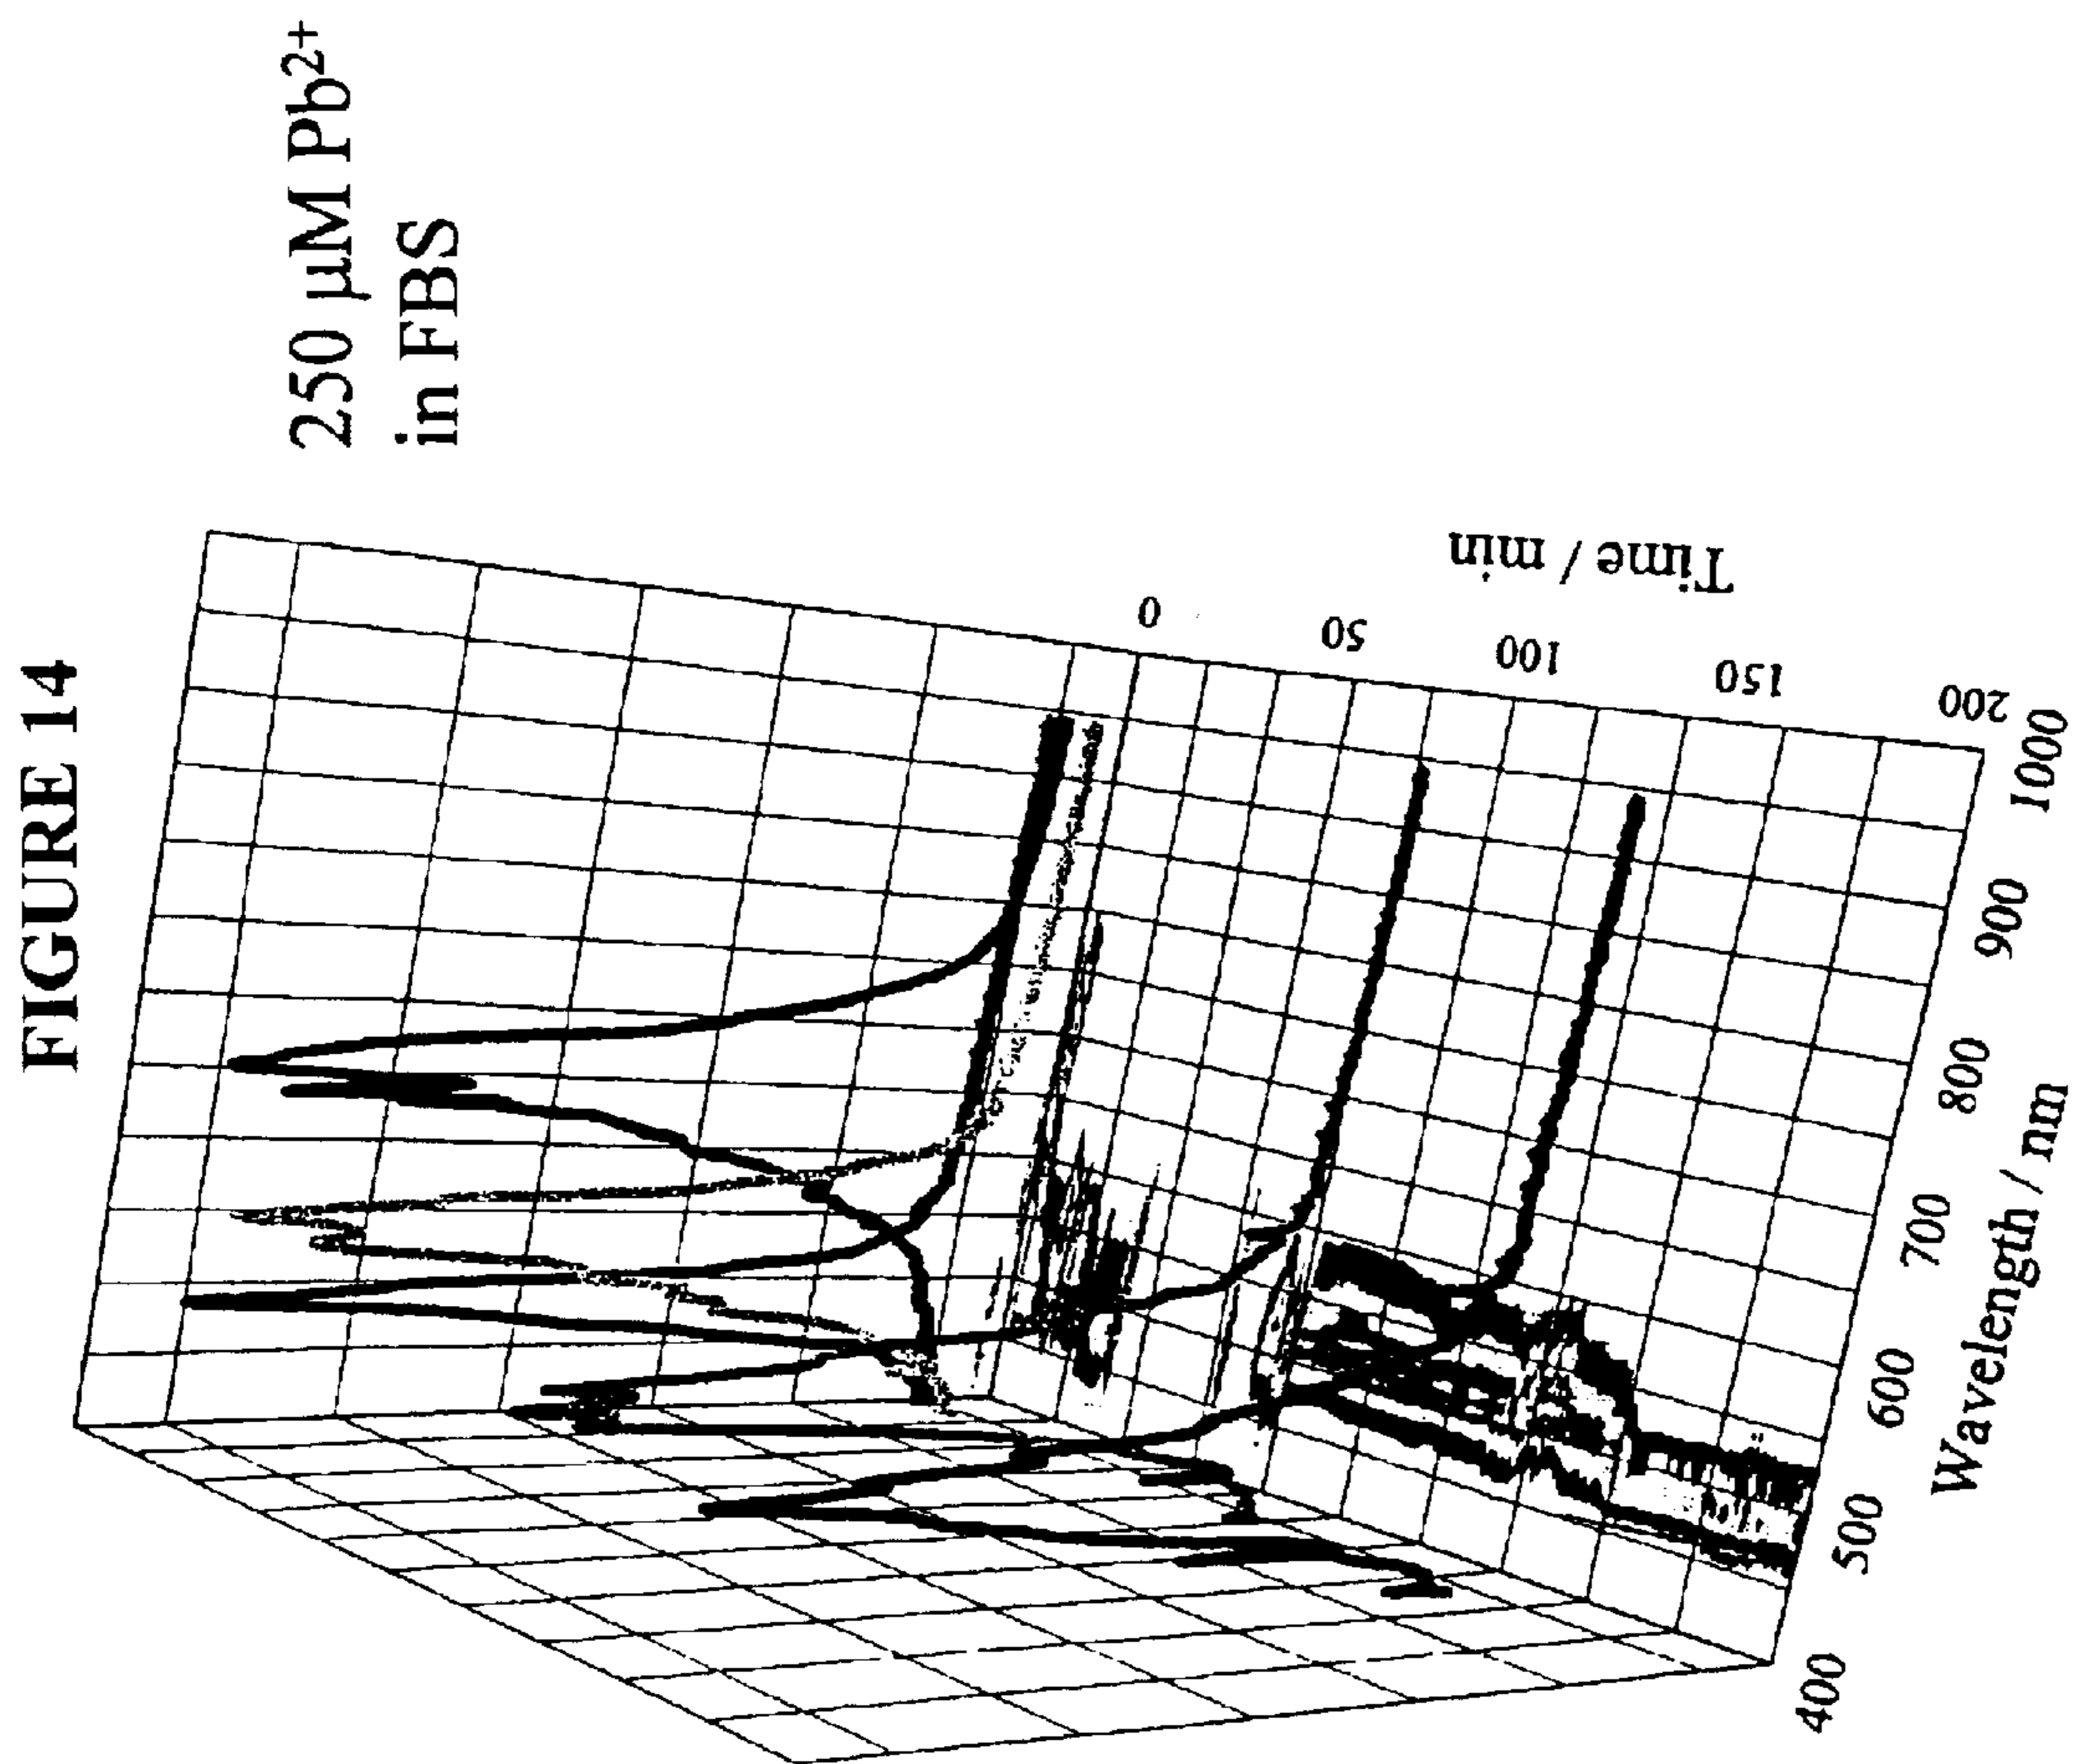 FIGURE 14
250 µM Pb²⁺
in FBS
0
50
100
150
200
Time / min
400
500
600
700
800
900
1000
Wavelength / nm